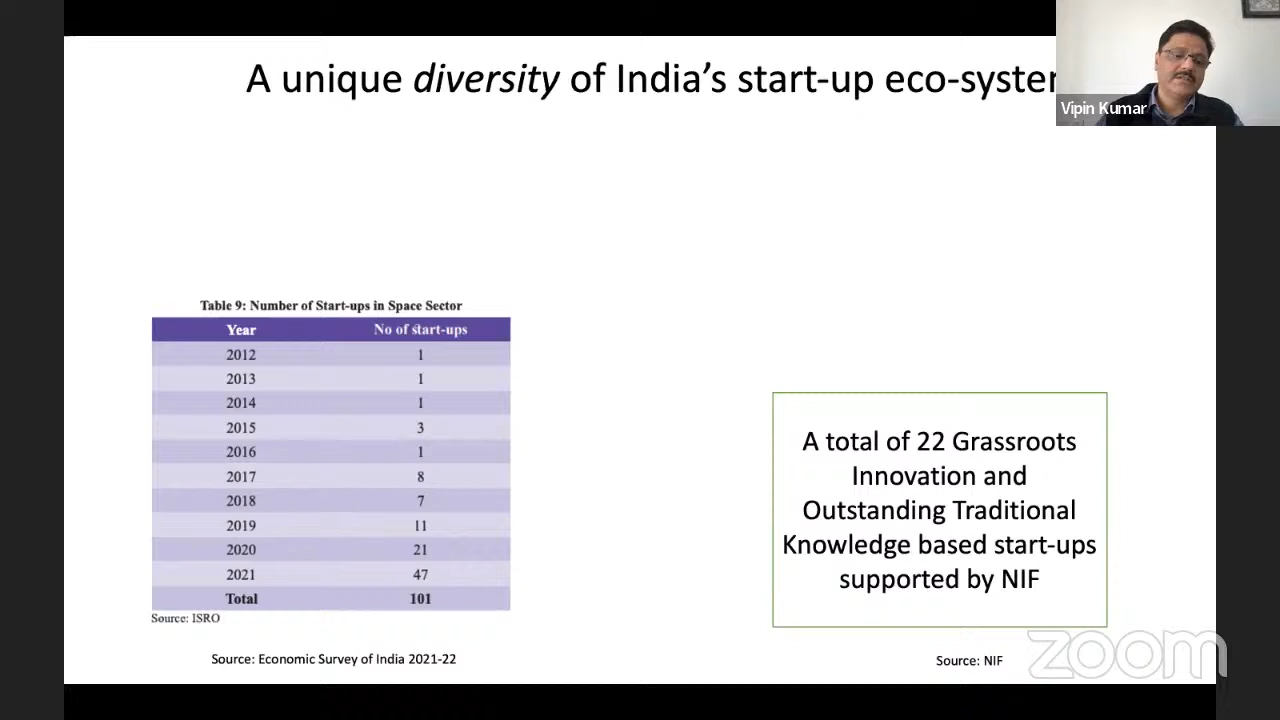 A unique diversity of India's start-up eco-system
Vipin Kumar
Table 9: Number of Start-ups in Space Sector
Year No of start-ups
2012 1
2013 1
2014 1
2015 3
2016 1
2017 8
2018 7
2019 11
2020 21
2021 47
Total 101
Source: ISRO
Source: Economic Survey of India 2021-22
A total of 22 Grassroots
Innovation and
Outstanding Traditional
Knowledge based start-ups
supported by NIF
Source: NIF
zoom